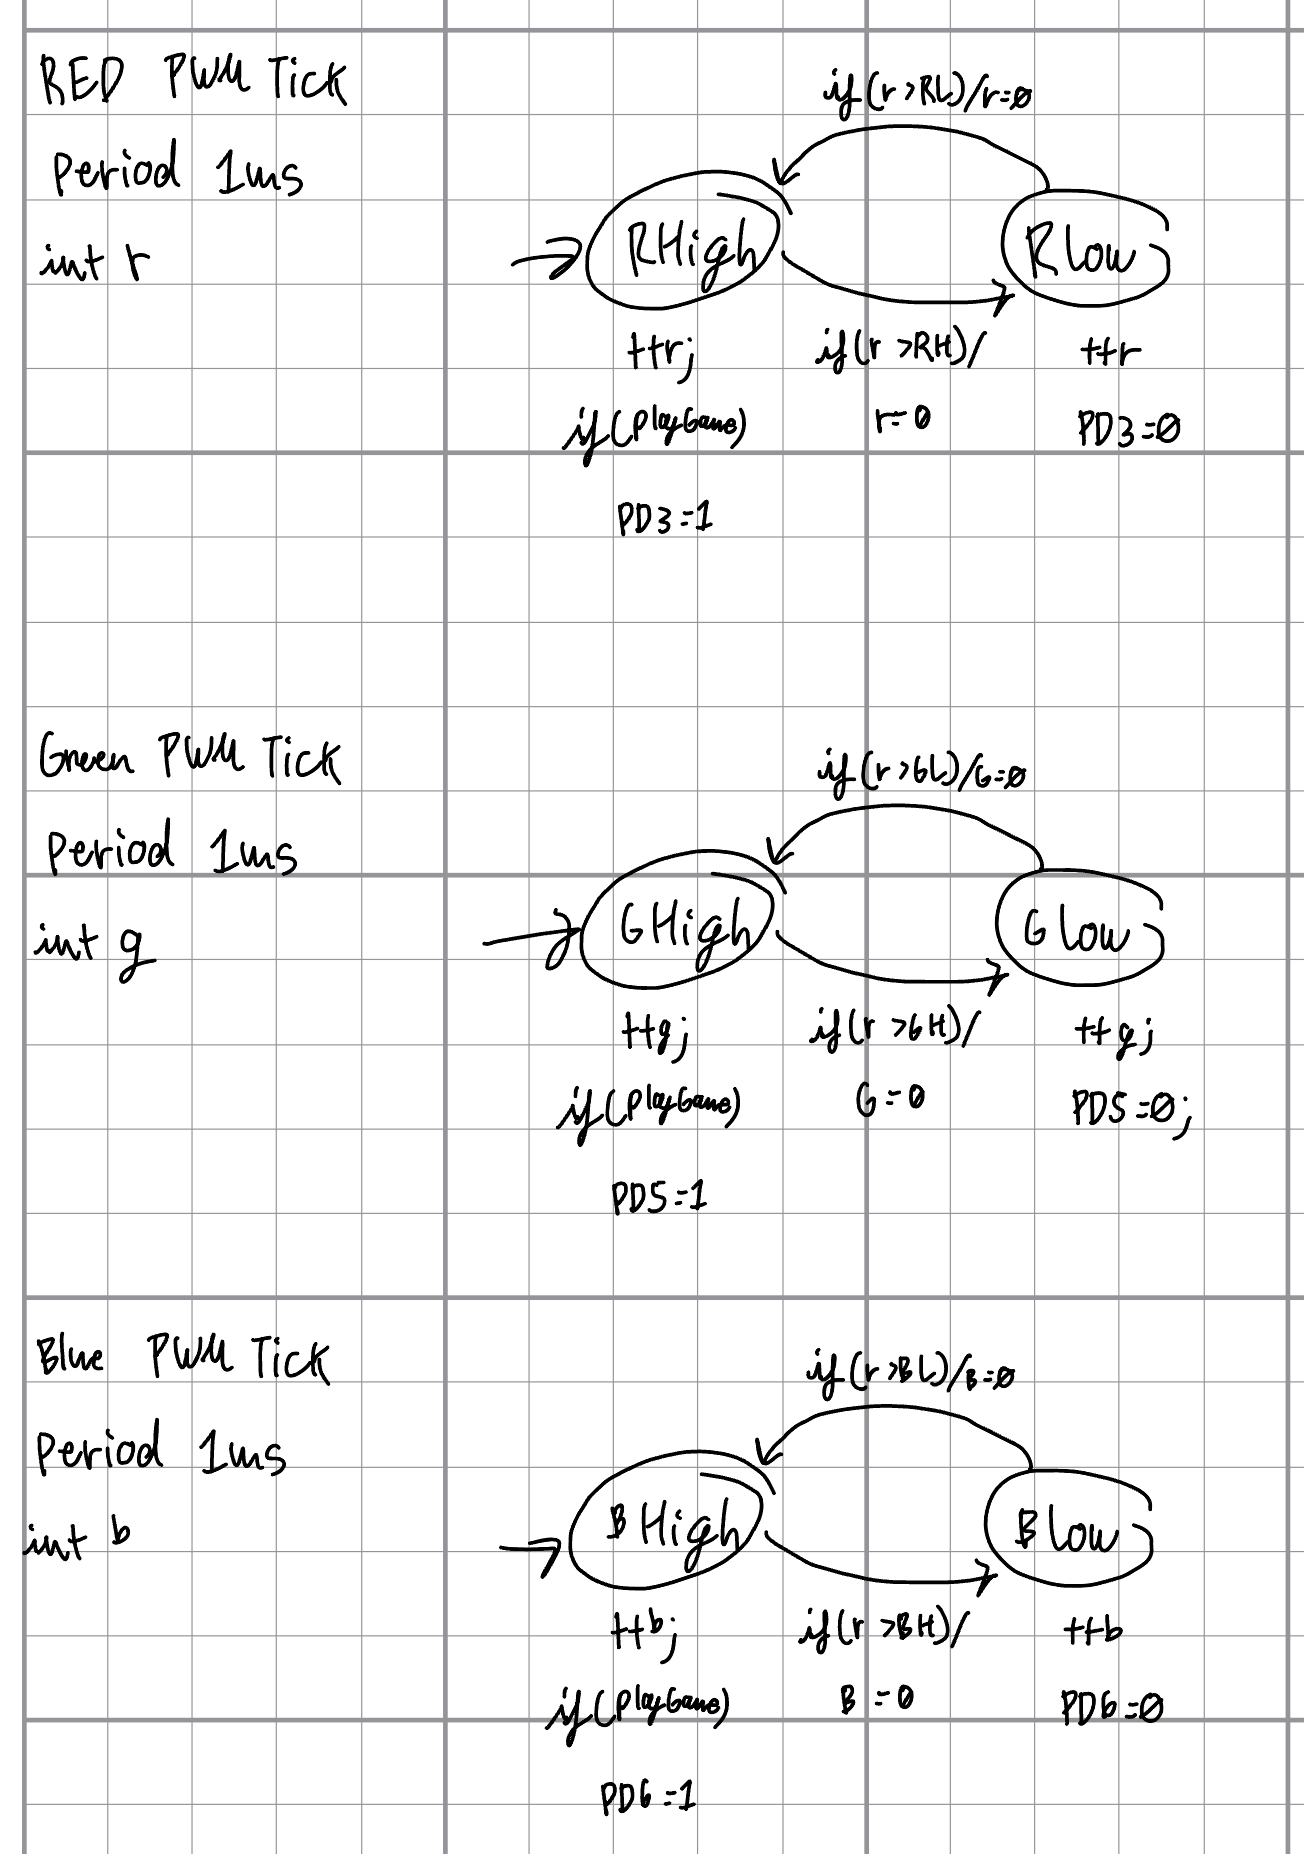 RED PWM Tick
if(r>RL)/r=0
Period 1ms
int r
RHigh
RLow
++r;
if(r>RH)/
++r
if(PlayGame)
r=0
PD3=0
PD3=1
Green PWM Tick
if(r>GL)/G=0
Period 1ms
int g
GHigh
GLow
++g;
if(r>GH)/
++g;
if(PlayGame)
G=0
PD5=0;
PD5=1
Blue PWM Tick
if(r>BL)/B=0
Period 1ms
int b
BHigh
BLow
++b;
if(r>BH)/
++b
if(PlayGame)
B=0
PD6=0
PD6=1